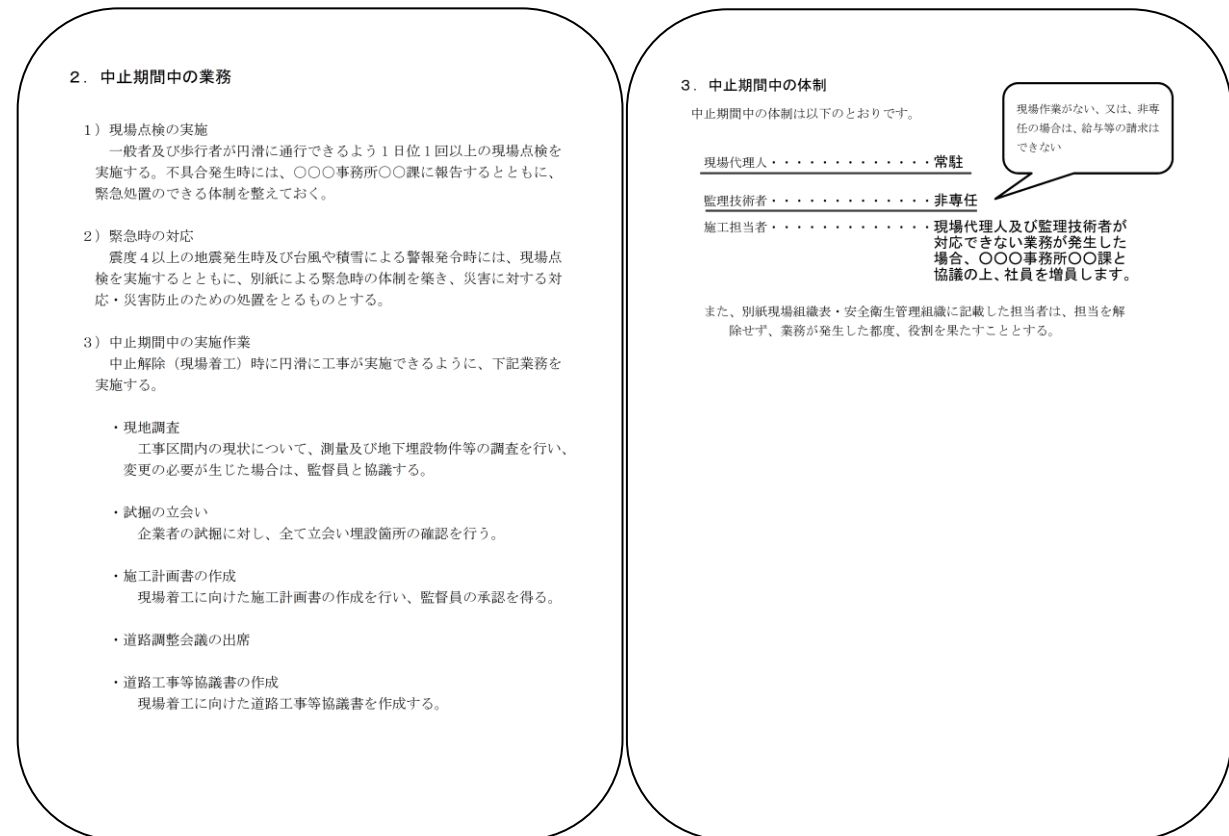 ２．中止期間中の業務
１）現場点検の実施
一般者及び歩行者が円滑に通行できるよう１日位１回以上の現場点検を
実施する。不具合発生時には、○○○事務所○○課に報告するとともに、
緊急処置のできる体制を整えておく。
２）緊急時の対応
震度４以上の地震発生時及び台風や積雪による警報発令時には、現場点
検を実施するとともに、別紙による緊急時の体制を築き、災害に対する対
応・災害防止のための処置をとるものとする。
３）中止期間中の実施作業
中止解除（現場着工）時に円滑に工事が実施できるように、下記業務を
実施する。
・現地調査
工事区間内の現状について、測量及び地下埋設物件等の調査を行い、
変更の必要が生じた場合は、監督員と協議する。
・試掘の立会い
企業者の試掘に対し、全て立会い埋設箇所の確認を行う。
・施工計画書の作成
現場着工に向けた施工計画書の作成を行い、監督員の承認を得る。
・道路調整会議の出席
・道路工事等協議書の作成
現場着工に向けた道路工事等協議書を作成する。
３．中止期間中の体制
中止期間中の体制は以下のとおりです。
現場作業がない、又は、非専
任の場合は、給与等の請求は
できない
現場代理人・・・・・・・・・・・・・常駐
監理技術者・・・・・・・・・・・・・非専任
施工担当者・・・・・・・・・・・・・現場代理人及び監理技術者が
対応できない業務が発生した
場合、○○○事務所○○課と
協議の上、社員を増員します。
また、別紙現場組織表・安全衛生管理組織に記載した担当者は、担当を解
除せず、業務が発生した都度、役割を果たすこととする。